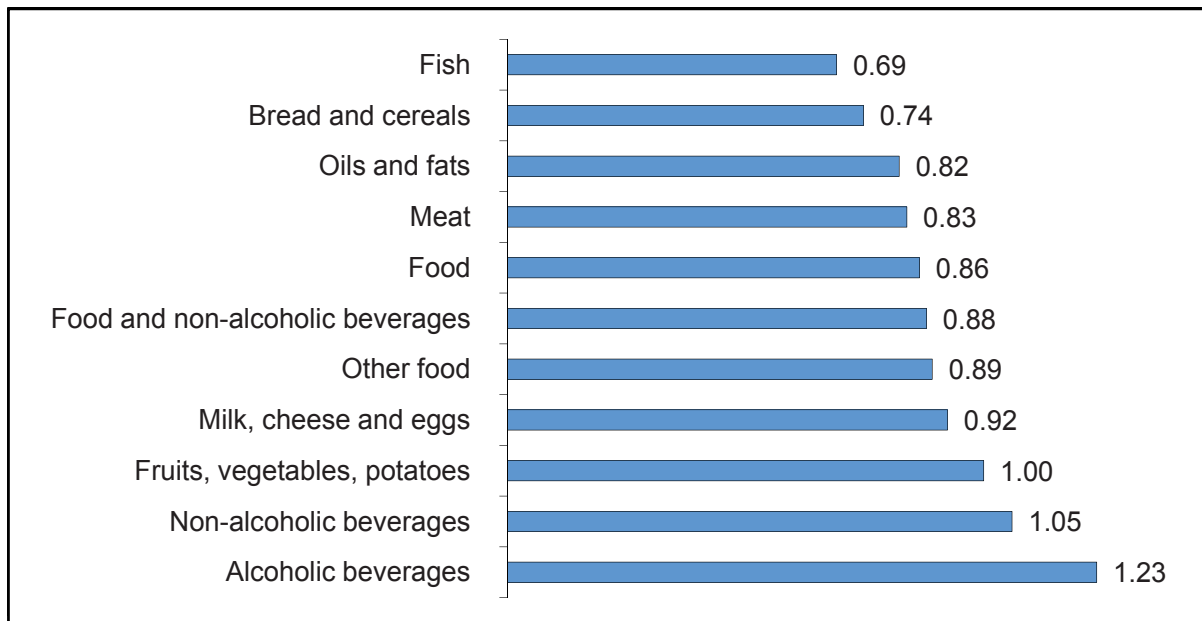 Fish 0.69
Bread and cereals 0.74
Oils and fats 0.82
Meat 0.83
Food 0.86
Food and non-alcoholic beverages 0.88
Other food 0.89
Milk, cheese and eggs 0.92
Fruits, vegetables, potatoes 1.00
Non-alcoholic beverages 1.05
Alcoholic beverages 1.23